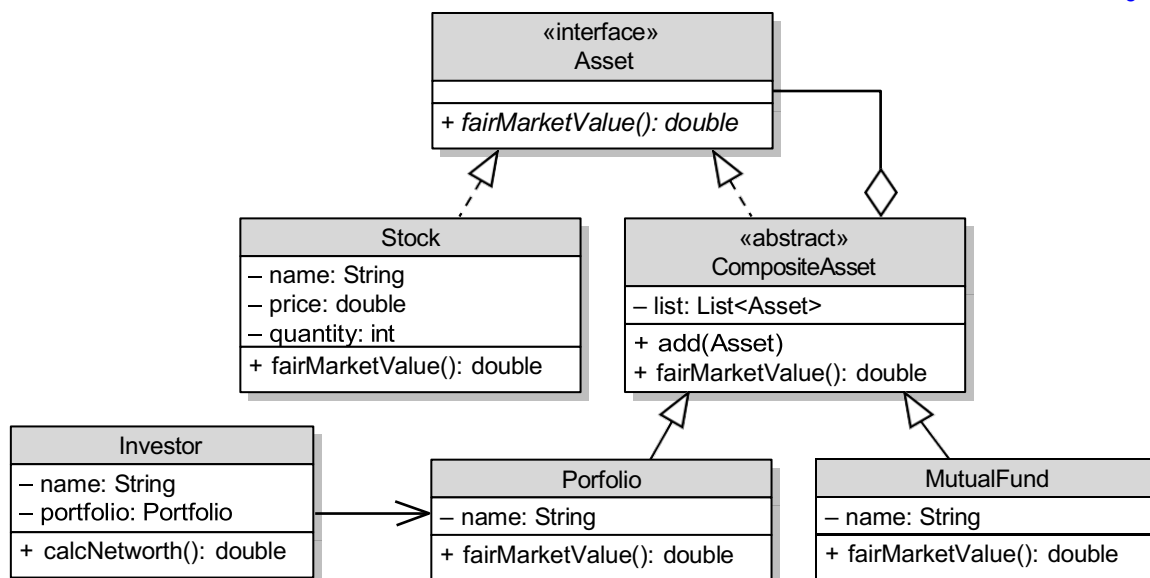 «interface»
Asset
+ fairMarketValue(): double
Stock
– name: String
– price: double
– quantity: int
+ fairMarketValue(): double
«abstract»
CompositeAsset
– list: List<Asset>
+ add(Asset)
+ fairMarketValue(): double
Investor
– name: String
– portfolio: Portfolio
+ calcNetworth(): double
Porfolio
– name: String
+ fairMarketValue(): double
MutualFund
– name: String
+ fairMarketValue(): double